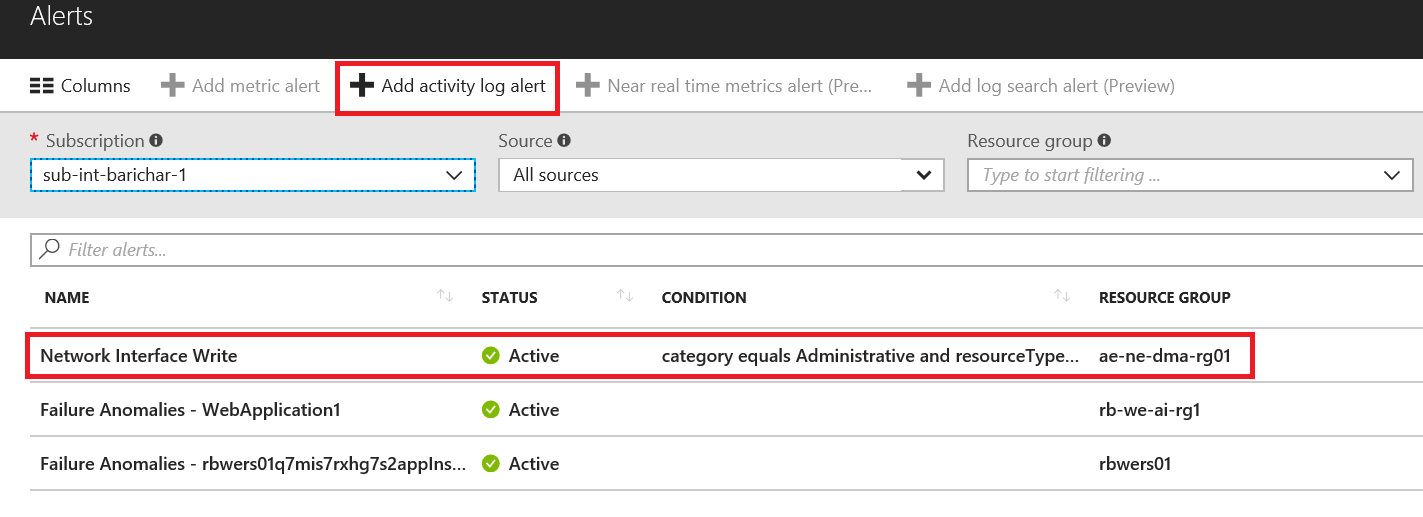 Alerts
Columns Add metric alert Add activity log alert Near real time metrics alert (Pre... Add log search alert (Preview)
* Subscription Source Resource group
sub-int-barichar-1 All sources Type to start filtering ...
Filter alerts...
NAME STATUS CONDITION RESOURCE GROUP
Network Interface Write Active category equals Administrative and resourceType... ae-ne-dma-rg01
Failure Anomalies - WebApplication1 Active rb-we-ai-rg1
Failure Anomalies - rbwers01q7mis7rxhg7s2appIns... Active rbwers01